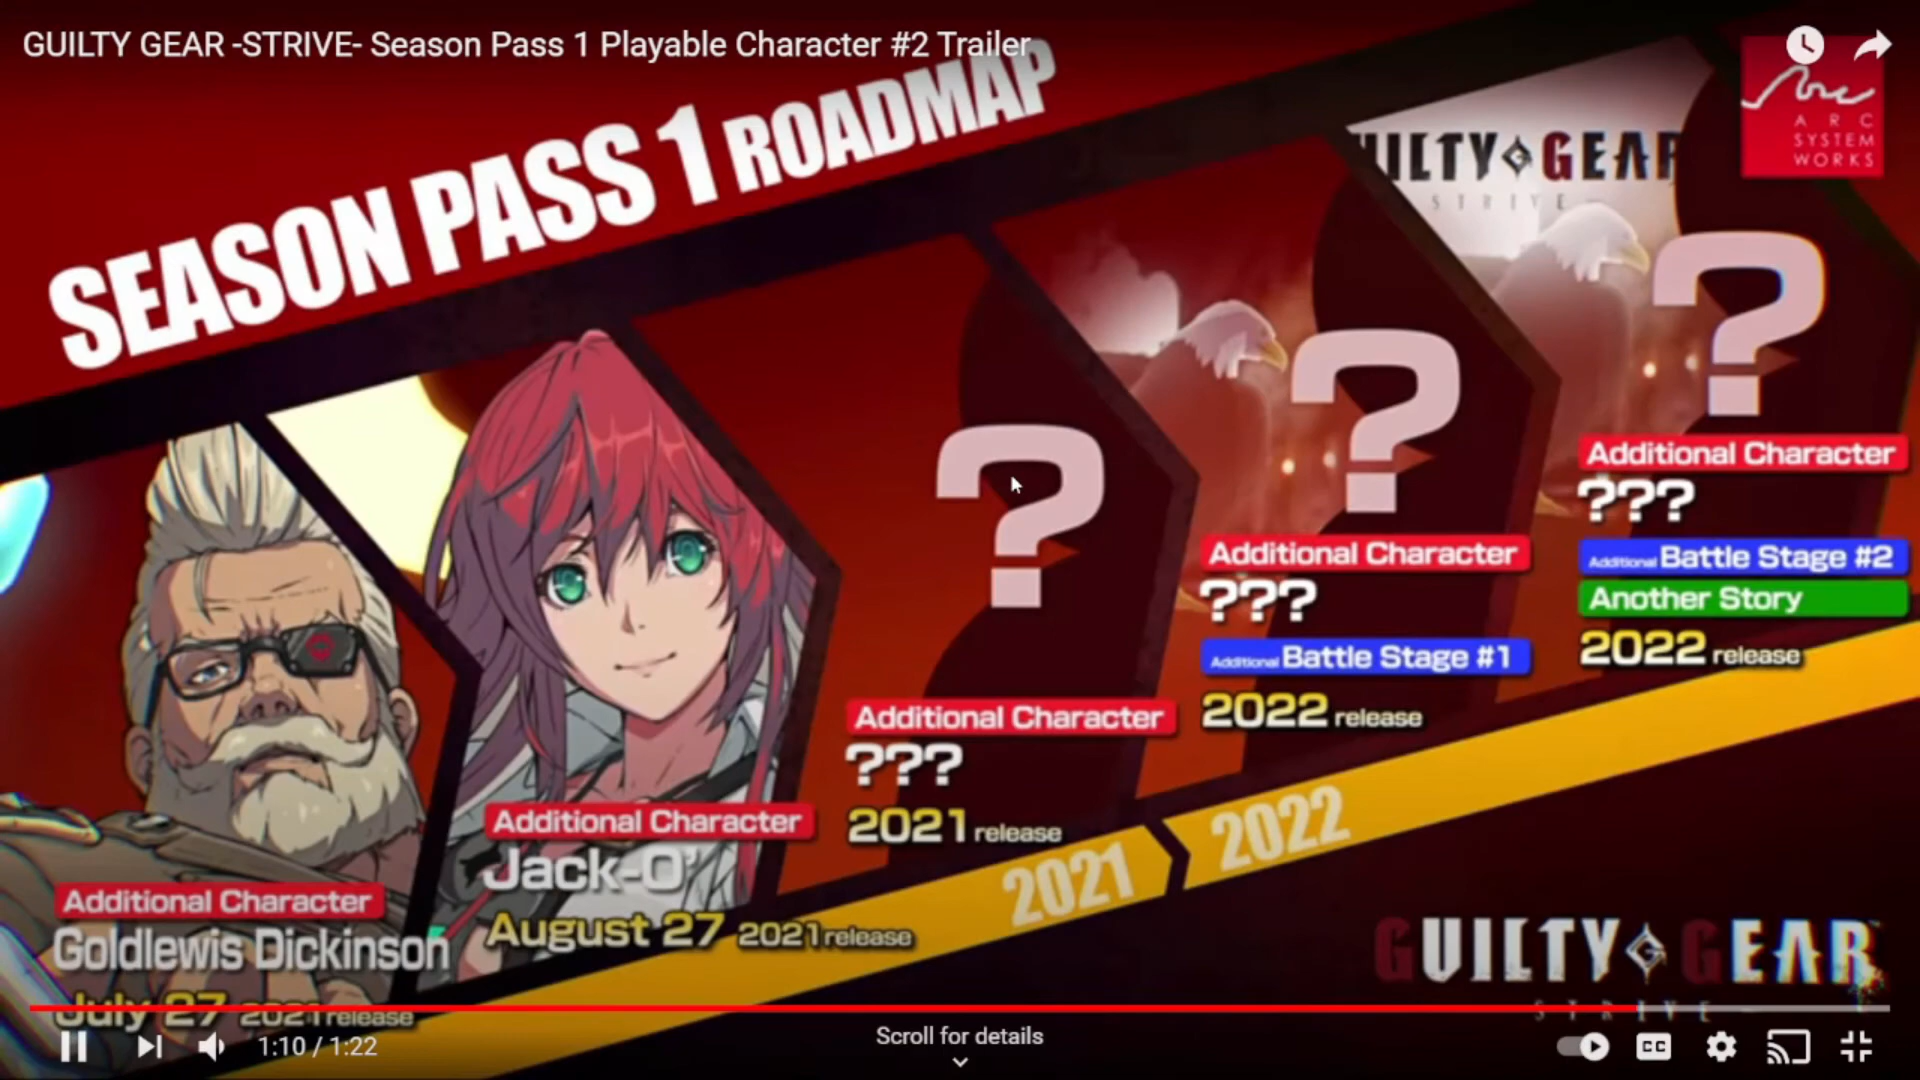 GUILTY GEAR -STRIVE- Season Pass 1 Playable Character #2 Trailer
SEASON PASS 1 ROADMAP
ARC
SYSTEM
WORKS
GUILTY GEAR
STRIVE
?
?
?
Additional Character
???
Additional Battle Stage #2
Another Story
2022 release
Additional Character
???
Additional Battle Stage #1
2022 release
Additional Character
???
2021 release
Additional Character
Jack-O'
August 27 2021 release
Additional Character
Goldlewis Dickinson
July 27 2021 release
2021
2022
GUILTY GEAR
STRIVE
1:10 / 1:22
Scroll for details
CC